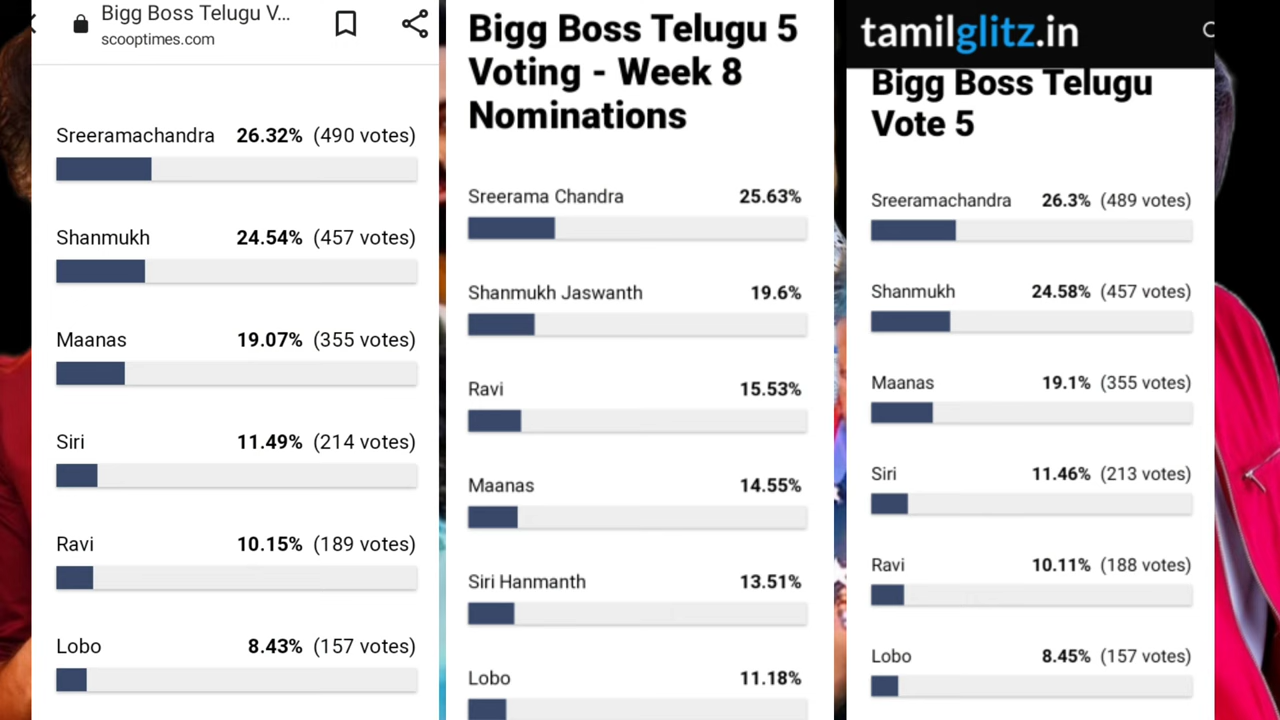 Bigg Boss Telugu V...
scooptimes.com
Sreeramachandra 26.32% (490 votes)
Shanmukh 24.54% (457 votes)
Maanas 19.07% (355 votes)
Siri 11.49% (214 votes)
Ravi 10.15% (189 votes)
Lobo 8.43% (157 votes)
Bigg Boss Telugu 5
Voting - Week 8
Nominations
Sreerama Chandra 25.63%
Shanmukh Jaswanth 19.6%
Ravi 15.53%
Maanas 14.55%
Siri Hanmanth 13.51%
Lobo 11.18%
tamilglitz.in
Bigg Boss Telugu
Vote 5
Sreeramachandra 26.3% (489 votes)
Shanmukh 24.58% (457 votes)
Maanas 19.1% (355 votes)
Siri 11.46% (213 votes)
Ravi 10.11% (188 votes)
Lobo 8.45% (157 votes)